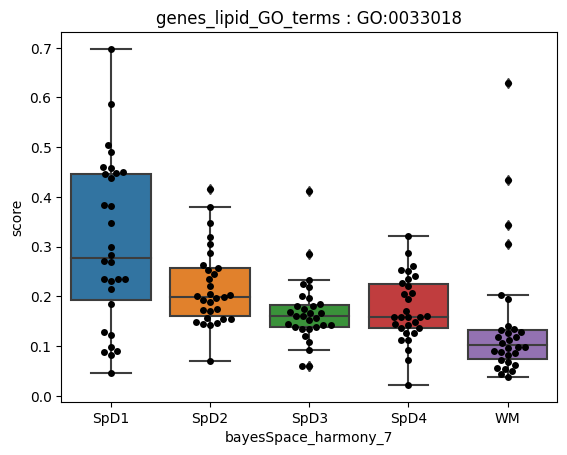 genes_lipid_GO_terms : GO:0033018
score
0.7
0.6
0.5
0.4
0.3
0.2
0.1
0.0
SpD1 SpD2 SpD3 SpD4 WM
bayesSpace_harmony_7